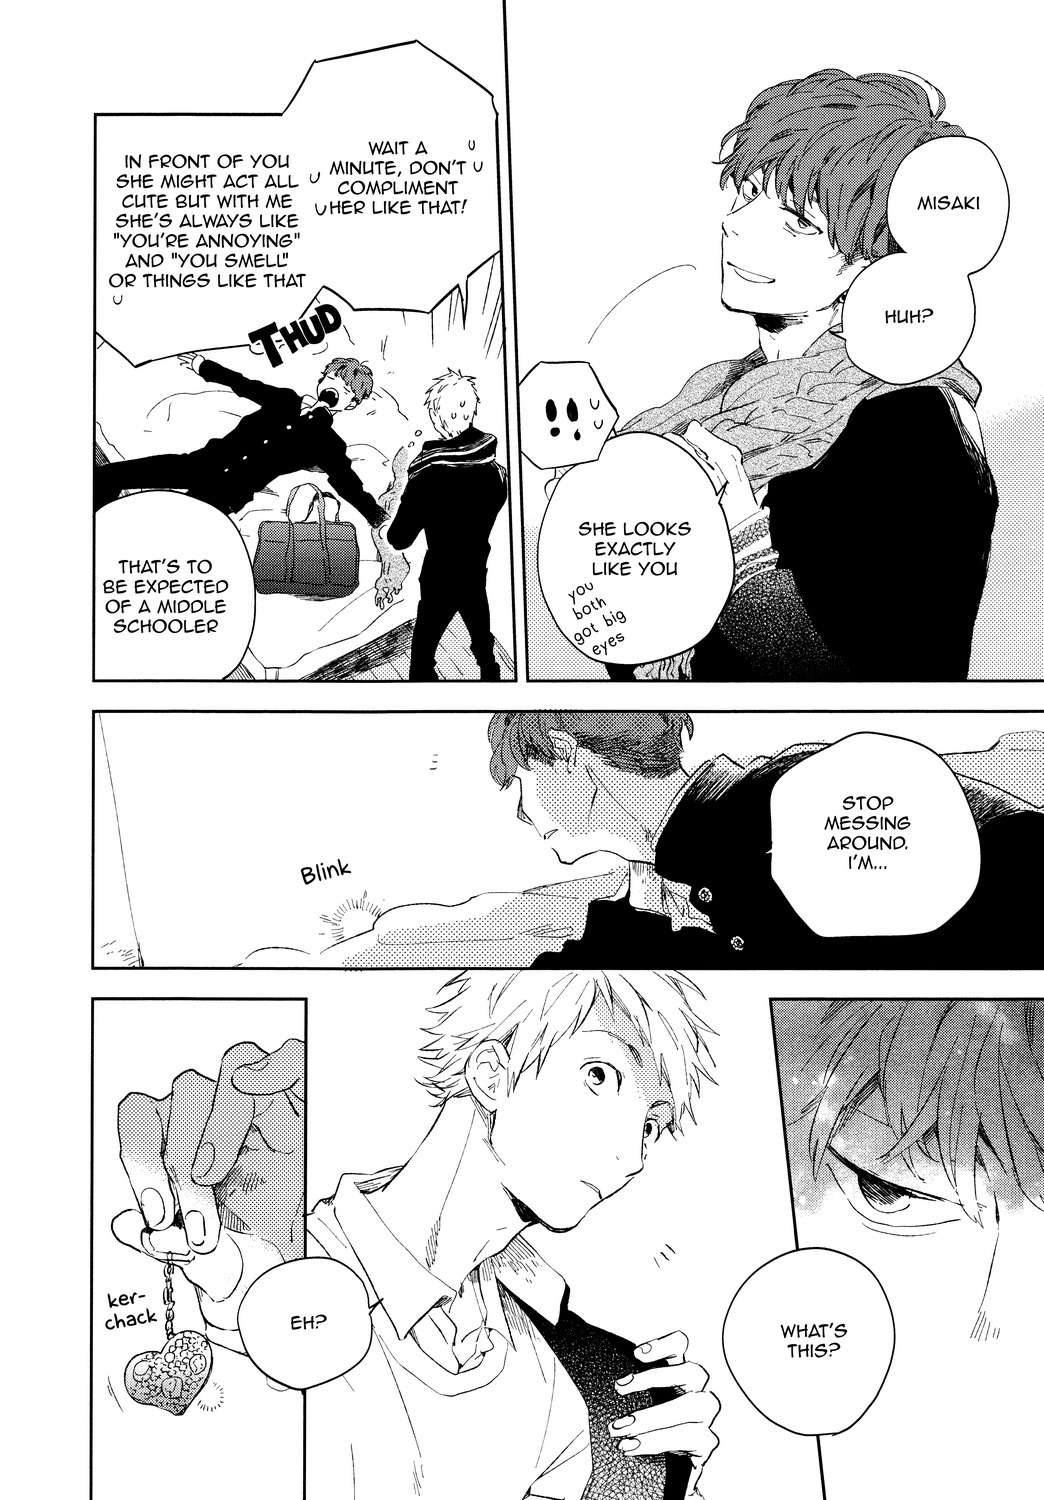 MISAKI
HUH?
!!
SHE LOOKS
EXACTLY
LIKE YOU
you
both
got big
eyes
WAIT A
MINUTE, DON'T
COMPLIMENT
HER LIKE THAT!
IN FRONT OF YOU
SHE MIGHT ACT ALL
CUTE BUT WITH ME
SHE'S ALWAYS LIKE
"YOU'RE ANNOYING"
AND "YOU SMELL"
OR THINGS LIKE THAT
THUD
THAT'S TO
BE EXPECTED
OF A MIDDLE
SCHOOLER
STOP
MESSING
AROUND.
I'M...
Blink
WHAT'S
THIS?
EH?
ker-
chack